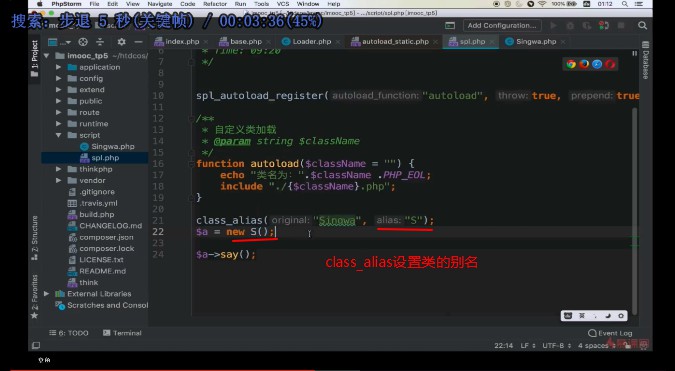 PhpStorm File Edit View Navigate Code Refactor Run Tools VCS Window Help
100% 01:12
搜索: 步退 5 秒(关键帧) / 00:03:36(45%)
Add Configuration...
1: Project
index.php base.php Loader.php autoload_static.php spl.php Singwa.php
Database
imooc_tp5
application
config
extend
public
route
runtime
script
Singwa.php
spl.php
thinkphp
vendor
.gitignore
.travis.yml
build.php
CHANGELOG.md
composer.json
composer.lock
LICENSE.txt
README.md
think
External Libraries
Scratches and Consol
Z: Structure
2: Favorites
6 * Time: 09:20
7 */
8
9
10 spl_autoload_register( autoload_function: "autoload", throw: true, prepend: true
11
12 /**
13 * 自定义类加载
14 * @param string $className
15 */
16 function autoload($className = "") {
17 echo "类名为: ".$className .PHP_EOL;
18 include "./{$className}.php";
19 }
20
21 class_alias( original: "Singwa", alias: "S");
22 $a = new S();
23
24 $a->say();
class_alias设置类的别名
6: TODO Terminal Event Log
22:14 LF UTF-8 4 spaces